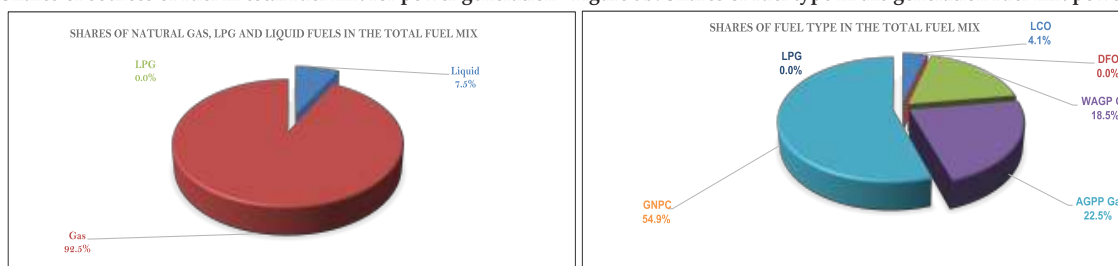 SHARES OF NATURAL GAS, LPG AND LIQUID FUELS IN THE TOTAL FUEL MIX
LPG
0.0%
Liquid
7.5%
Gas
92.5%
SHARES OF FUEL TYPE IN THE TOTAL FUEL MIX
LPG
0.0%
LCO
4.1%
DFO
0.0%
WAGP
18.5%
AGPP
22.5%
GNPC
54.9%